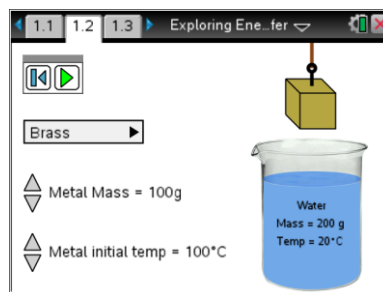 1.1 1.2 1.3 Exploring Ene...fer
Brass
Metal Mass = 100g
Metal initial temp = 100°C
Water
Mass = 200 g
Temp = 20°C